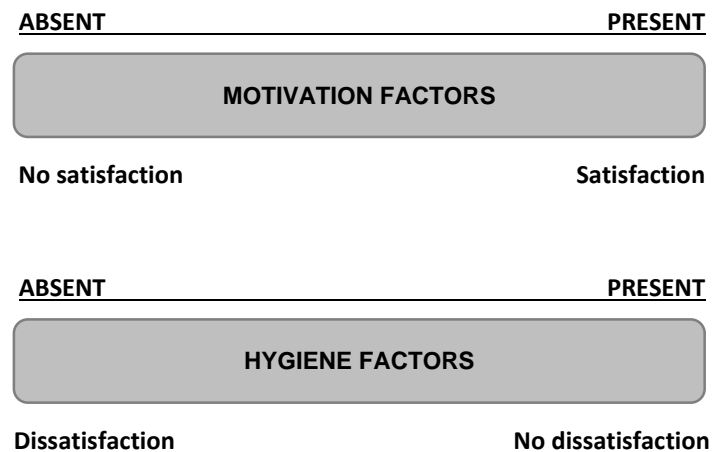 ABSENT PRESENT
MOTIVATION FACTORS
No satisfaction Satisfaction
ABSENT PRESENT
HYGIENE FACTORS
Dissatisfaction No dissatisfaction